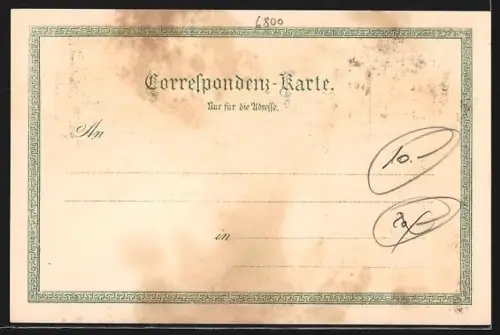 6800
Correspondenz-Karte.
Nur für die Adresse.
An
10.-
in